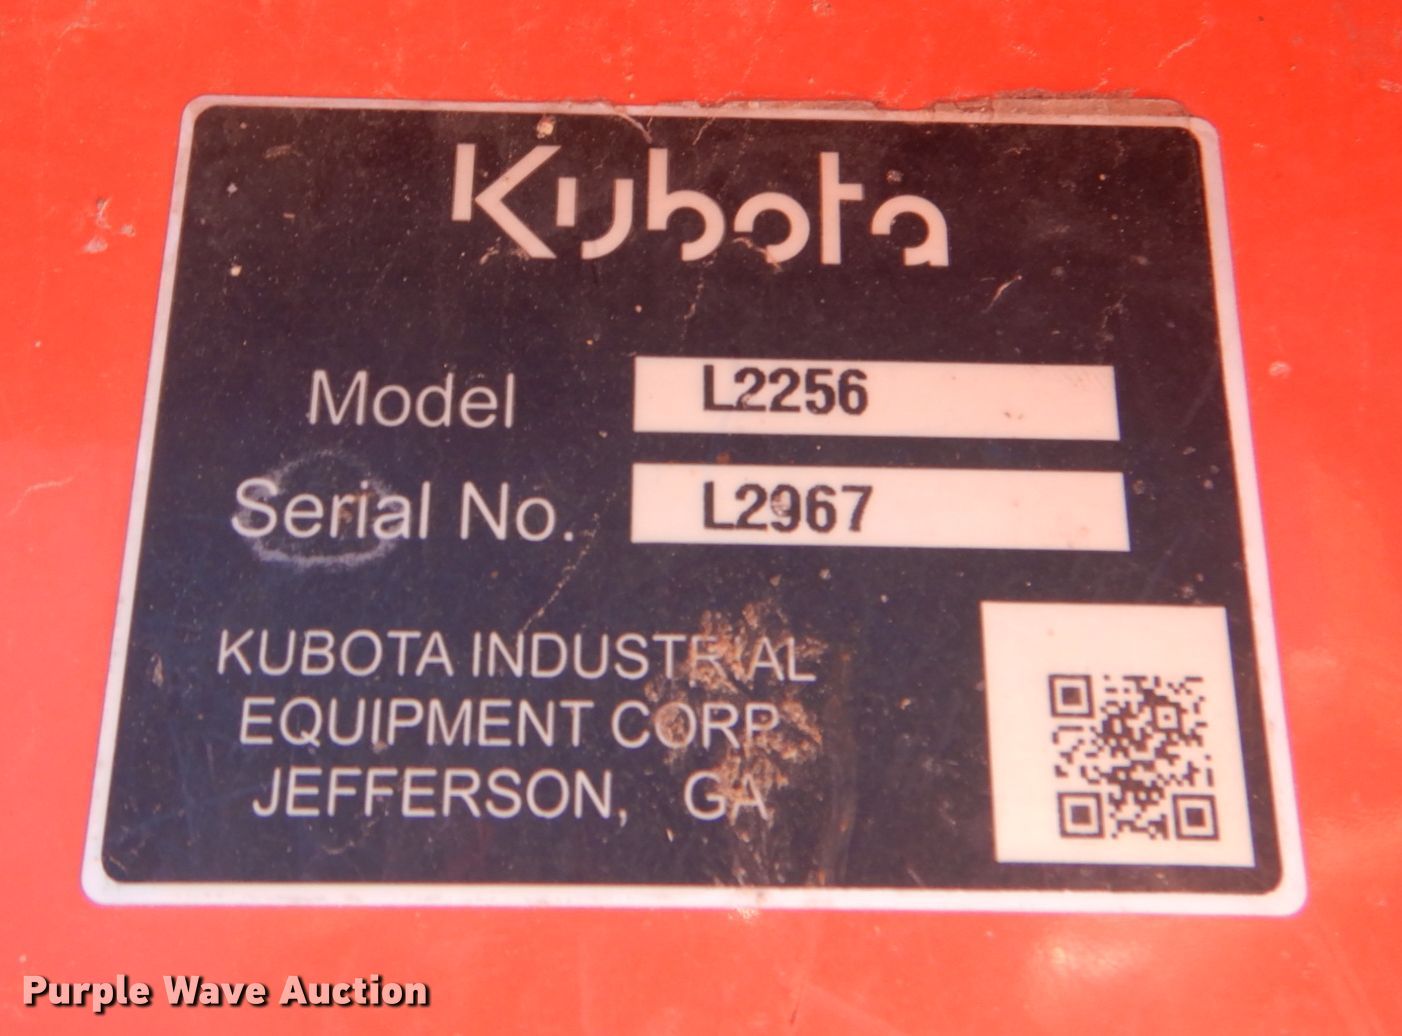 Kubota
Model L2256
Serial No. L2967
KUBOTA INDUSTRIAL
EQUIPMENT CORP
JEFFERSON, GA
Purple Wave Auction